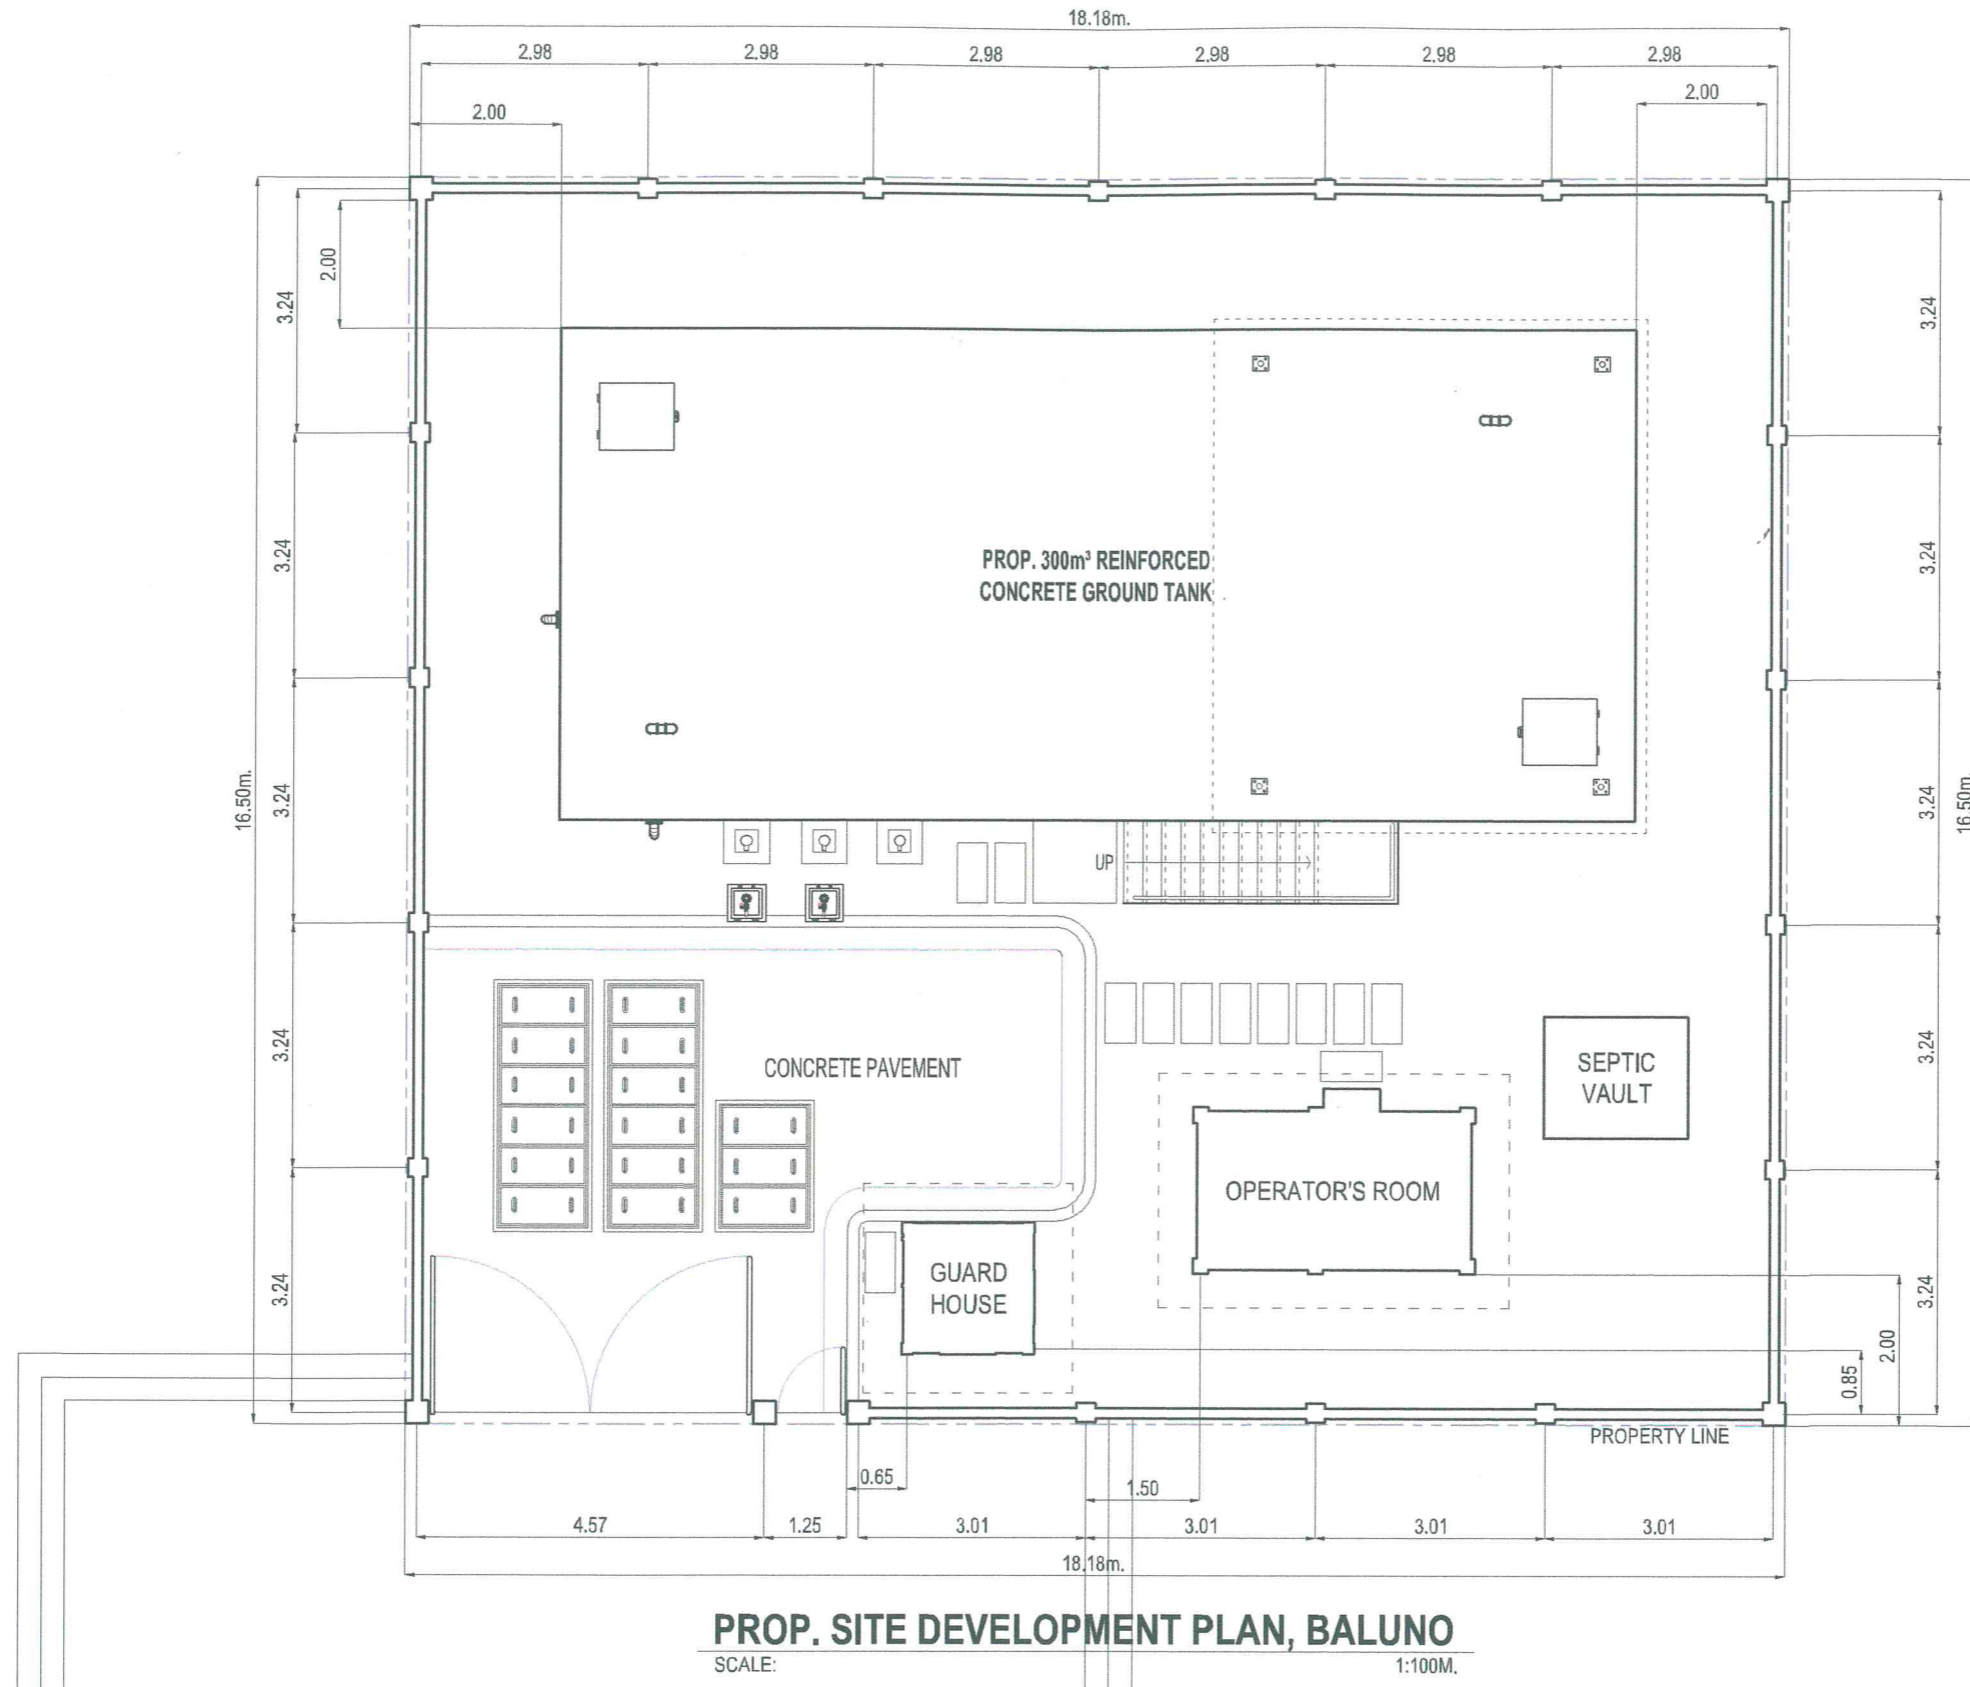 18.18m.
2.98 2.98 2.98 2.98 2.98 2.98
2.00 2.00
2.00
3.24 3.24
PROP. 300m³ REINFORCED
CONCRETE GROUND TANK
3.24 3.24
16.50m. 3.24 3.24 16.50m.
UP
3.24 3.24
CONCRETE PAVEMENT
SEPTIC
VAULT
OPERATOR'S ROOM
GUARD
HOUSE
3.24 3.24
2.00
0.85
PROPERTY LINE
0.65 1.50
4.57 1.25 3.01 3.01 3.01 3.01
18.18m.
PROP. SITE DEVELOPMENT PLAN, BALUNO
SCALE: 1:100M.